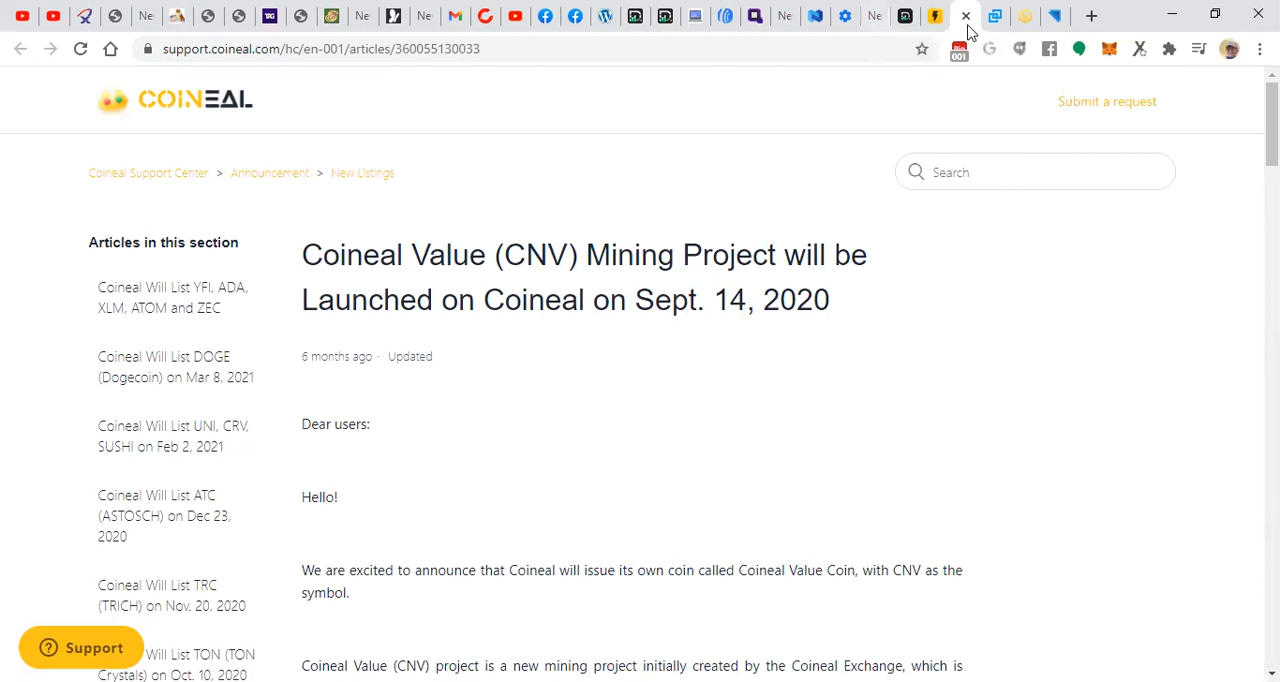 Ne
TG
Ne
Ne
Ne
Ne
support.coineal.com/hc/en-001/articles/360055130033
001
COINEAL
Submit a request
Coineal Support Center > Announcement > New Listings
Search
Articles in this section
Coineal Will List YFI, ADA,
XLM, ATOM and ZEC
Coineal Will List DOGE
(Dogecoin) on Mar 8, 2021
Coineal Will List UNI, CRV,
SUSHI on Feb 2, 2021
Coineal Will List ATC
(ASTOSCH) on Dec 23,
2020
Coineal Will List TRC
(TRICH) on Nov. 20, 2020
Will List TON (TON
Crystals) on Oct. 10, 2020
Coineal Value (CNV) Mining Project will be
Launched on Coineal on Sept. 14, 2020
6 months ago · Updated
Dear users:
Hello!
We are excited to announce that Coineal will issue its own coin called Coineal Value Coin, with CNV as the
symbol.
Coineal Value (CNV) project is a new mining project initially created by the Coineal Exchange, which is
Support